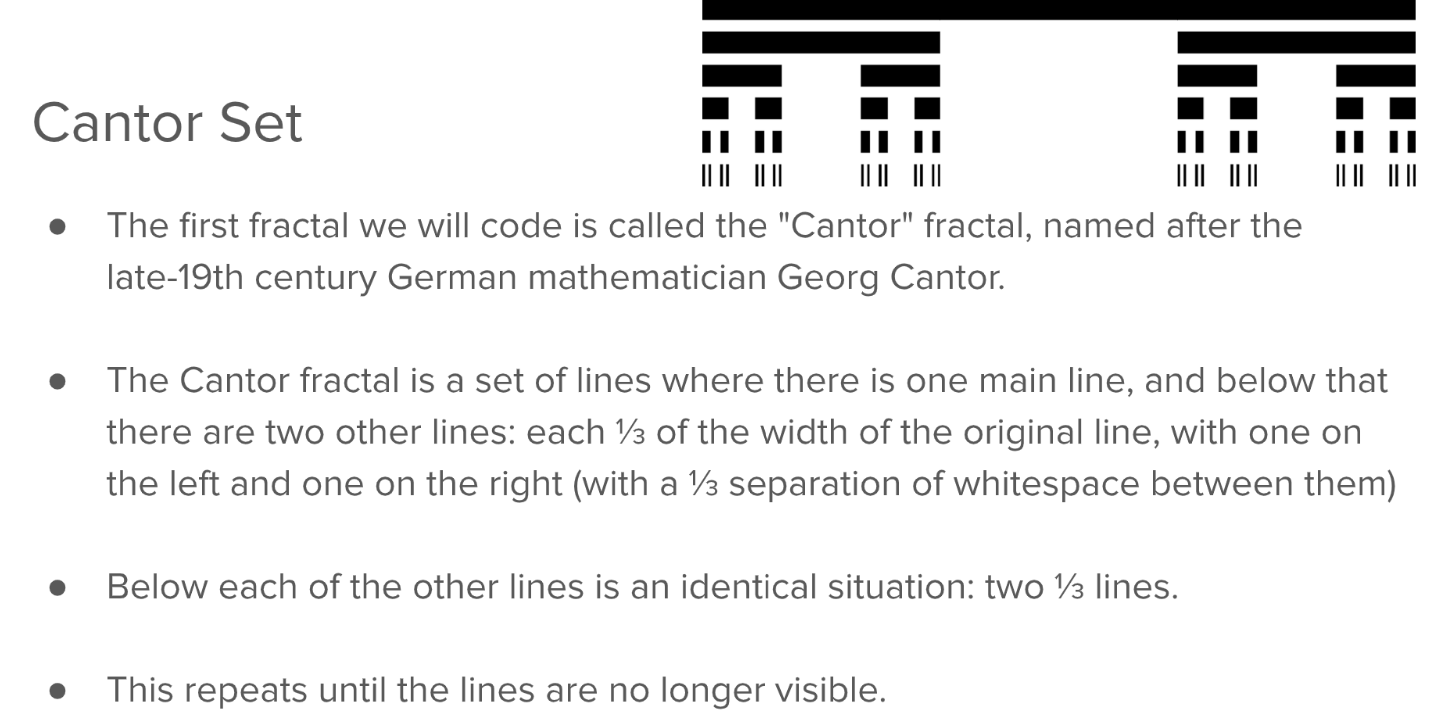 Cantor Set
● The first fractal we will code is called the "Cantor" fractal, named after the
late-19th century German mathematician Georg Cantor.
● The Cantor fractal is a set of lines where there is one main line, and below that
there are two other lines: each ⅓ of the width of the original line, with one on
the left and one on the right (with a ⅓ separation of whitespace between them)
● Below each of the other lines is an identical situation: two ⅓ lines.
● This repeats until the lines are no longer visible.